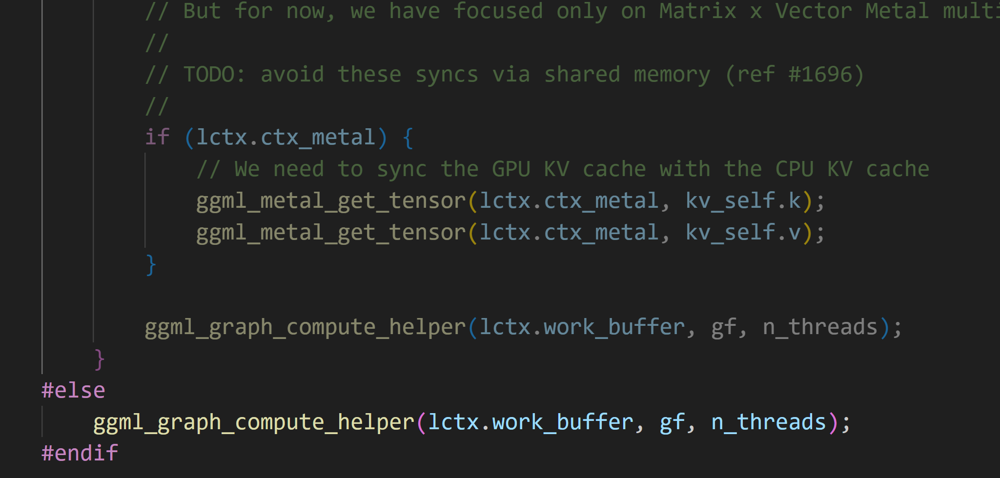 // But for now, we have focused only on Matrix x Vector Metal
//
// TODO: avoid these syncs via shared memory (ref #1696)
//
if (lctx.ctx_metal) {
// We need to sync the GPU KV cache with the CPU KV cache
ggml_metal_get_tensor(lctx.ctx_metal, kv_self.k);
ggml_metal_get_tensor(lctx.ctx_metal, kv_self.v);
}
ggml_graph_compute_helper(lctx.work_buffer, gf, n_threads);
}
#else
ggml_graph_compute_helper(lctx.work_buffer, gf, n_threads);
#endif